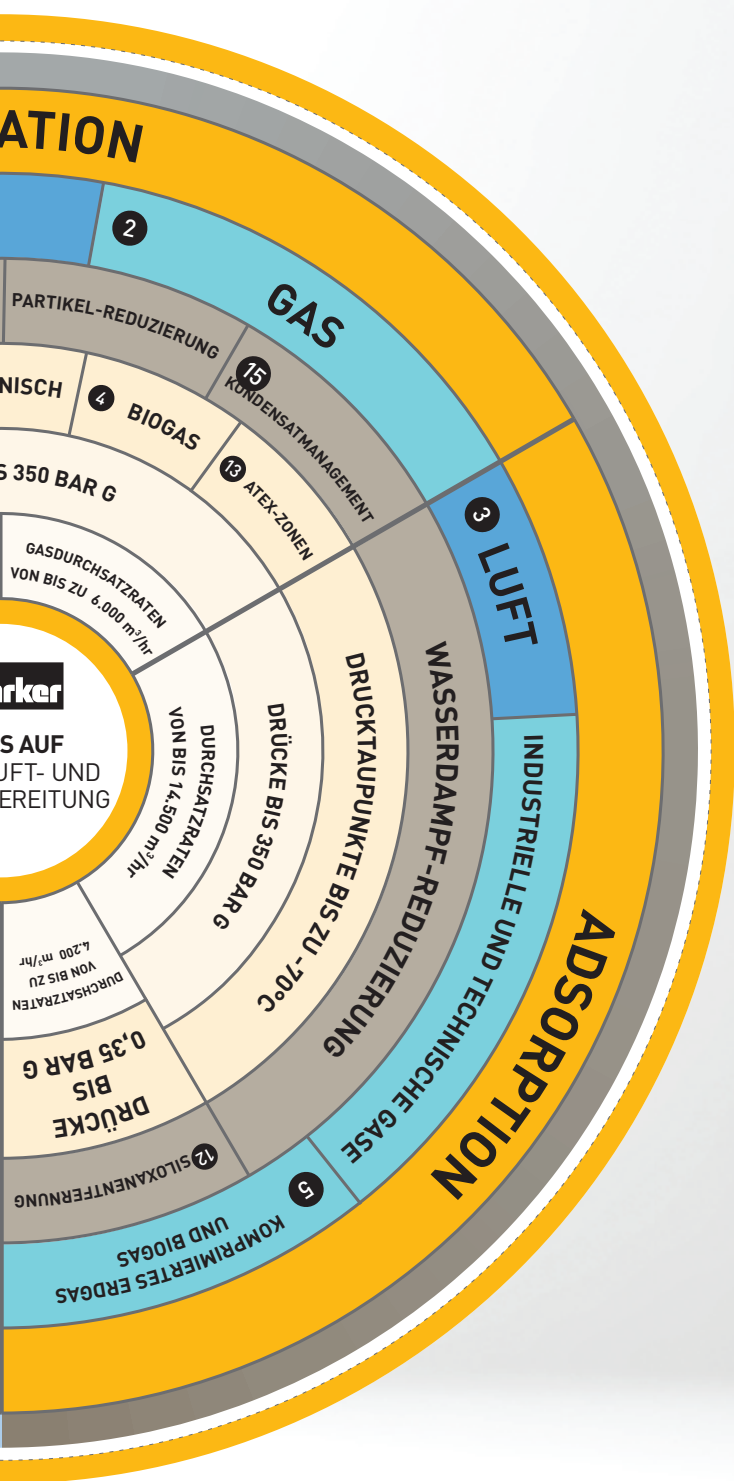 ATION
2
GAS
PARTIKEL-REDUZIERUNG
15
KONDENSATMANAGEMENT
NISCH
4 BIOGAS
13 ATEX-ZONEN
S 350 BAR G
GASDURCHSATZRATEN
VON BIS ZU 6.000 m³/hr
3 LUFT
WASSERDAMPF-REDUZIERUNG
DRUCKTAUPUNKTE BIS ZU -70°C
DRÜCKE BIS 350 BAR G
DURCHSATZRATEN
VON BIS 14.500 m³/hr
INDUSTRIELLE UND TECHNISCHE GASE
ADSORPTION
arker
S AUF
UFT- UND
EREITUNG
5
KOMPRIMIERTES ERDGAS
UND BIOGAS
12 SILOXANENTFERNUNG
DRÜCKE
BIS
0,35 BAR G
DURCHSATZRATEN
VON BIS ZU
4.200 m³/hr